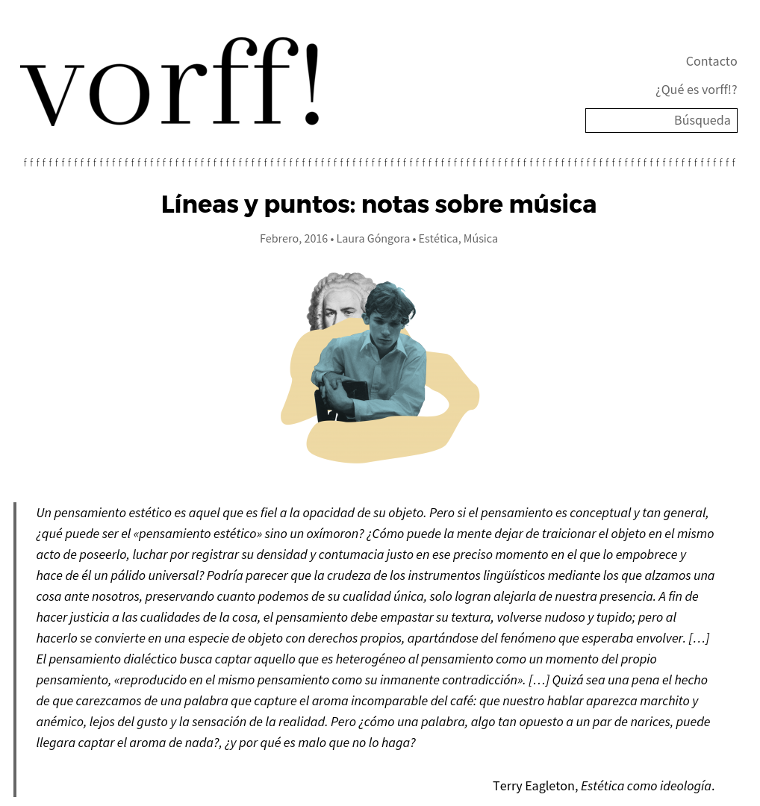 vorff!
Contacto
¿Qué es vorff!?
Búsqueda
f f f f f f f f f f f f f f f f f f f f f f f f f f f f f f f f f f f f f f f f f f f f f f f f f f f f f f f f f f f f f f f f f f f f f f f f f f f f f f f f f f f f f f f f f f f f f f f f f f f f f f f f f f f f f f
Líneas y puntos: notas sobre música
Febrero, 2016 • Laura Góngora • Estética, Música
Un pensamiento estético es aquel que es fiel a la opacidad de su objeto. Pero si el pensamiento es conceptual y tan general,
¿qué puede ser el «pensamiento estético» sino un oxímoron? ¿Cómo puede la mente dejar de traicionar el objeto en el mismo
acto de poseerlo, luchar por registrar su densidad y contumacia justo en ese preciso momento en el que lo empobrece y
hace de él un pálido universal? Podría parecer que la crudeza de los instrumentos lingüísticos mediante los que alzamos una
cosa ante nosotros, preservando cuanto podemos de su cualidad única, solo logran alejarla de nuestra presencia. A fin de
hacer justicia a las cualidades de la cosa, el pensamiento debe empastar su textura, volverse nudoso y tupido; pero al
hacerlo se convierte en una especie de objeto con derechos propios, apartándose del fenómeno que esperaba envolver. […]
El pensamiento dialéctico busca captar aquello que es heterogéneo al pensamiento como un momento del propio
pensamiento, «reproducido en el mismo pensamiento como su inmanente contradicción». […] Quizá sea una pena el hecho
de que carezcamos de una palabra que capture el aroma incomparable del café: que nuestro hablar aparezca marchito y
anémico, lejos del gusto y la sensación de la realidad. Pero ¿cómo una palabra, algo tan opuesto a un par de narices, puede
llegara captar el aroma de nada?, ¿y por qué es malo que no lo haga?
Terry Eagleton, Estética como ideología.